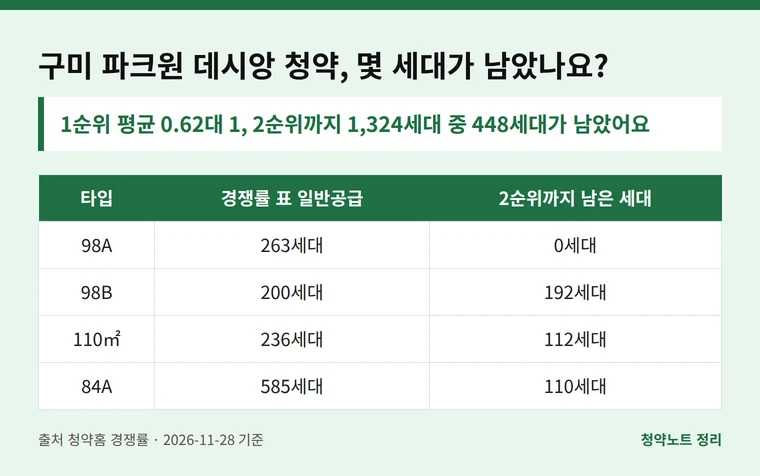 구미 파크원 데시앙 청약, 몇 세대가 남았나요?
1순위 평균 0.62대 1, 2순위까지 1,324세대 중 448세대가 남았어요
타입 경쟁률 표 일반공급 2순위까지 남은 세대
98A 263세대 0세대
98B 200세대 192세대
110㎡ 236세대 112세대
84A 585세대 110세대
출처 청약홈 경쟁률 · 2026-11-28 기준 청약노트 정리